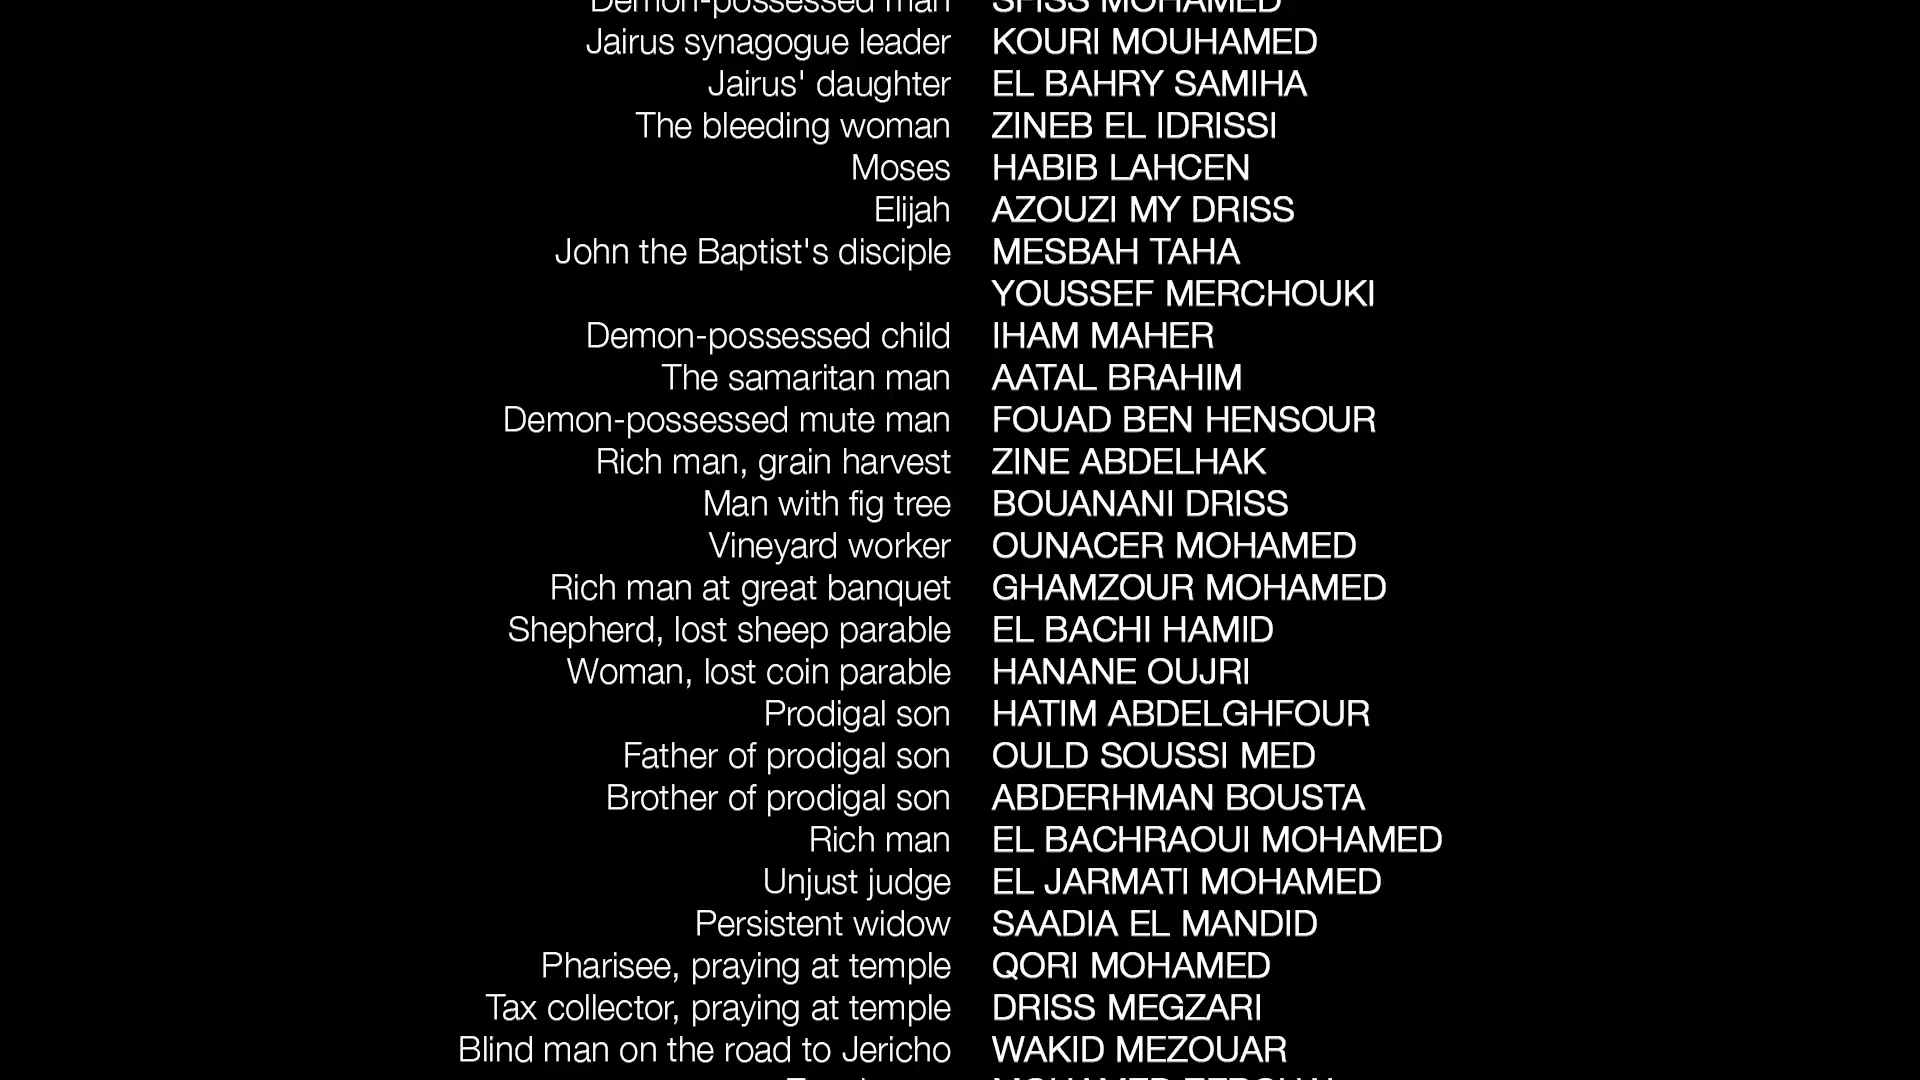 Demon-possessed man SFISS MOHAMED
Jairus synagogue leader KOURI MOUHAMED
Jairus' daughter EL BAHRY SAMIHA
The bleeding woman ZINEB EL IDRISSI
Moses HABIB LAHCEN
Elijah AZOUZI MY DRISS
John the Baptist's disciple MESBAH TAHA
YOUSSEF MERCHOUKI
Demon-possessed child IHAM MAHER
The samaritan man AATAL BRAHIM
Demon-possessed mute man FOUAD BEN HENSOUR
Rich man, grain harvest ZINE ABDELHAK
Man with fig tree BOUANANI DRISS
Vineyard worker OUNACER MOHAMED
Rich man at great banquet GHAMZOUR MOHAMED
Shepherd, lost sheep parable EL BACHI HAMID
Woman, lost coin parable HANANE OUJRI
Prodigal son HATIM ABDELGHFOUR
Father of prodigal son OULD SOUSSI MED
Brother of prodigal son ABDERHMAN BOUSTA
Rich man EL BACHRAOUI MOHAMED
Unjust judge EL JARMATI MOHAMED
Persistent widow SAADIA EL MANDID
Pharisee, praying at temple QORI MOHAMED
Tax collector, praying at temple DRISS MEGZARI
Blind man on the road to Jericho WAKID MEZOUAR